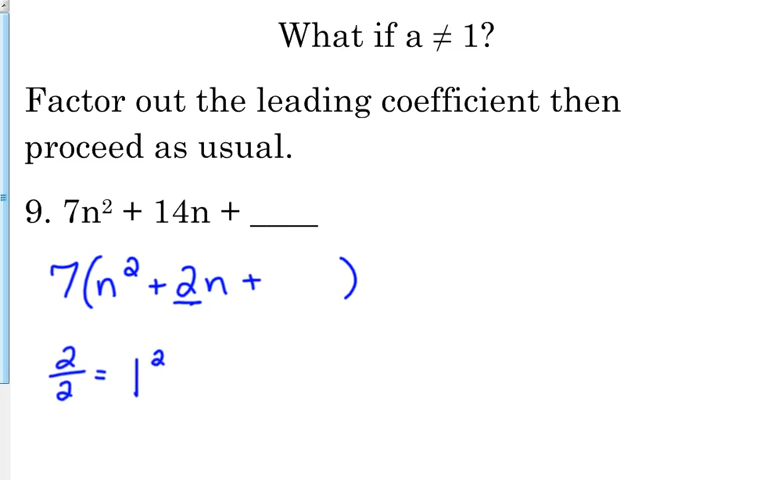 What if a ≠ 1?
Factor out the leading coefficient then
proceed as usual.
9. 7n² + 14n + ____
7(n² + 2n +      )
2/2 = 1²